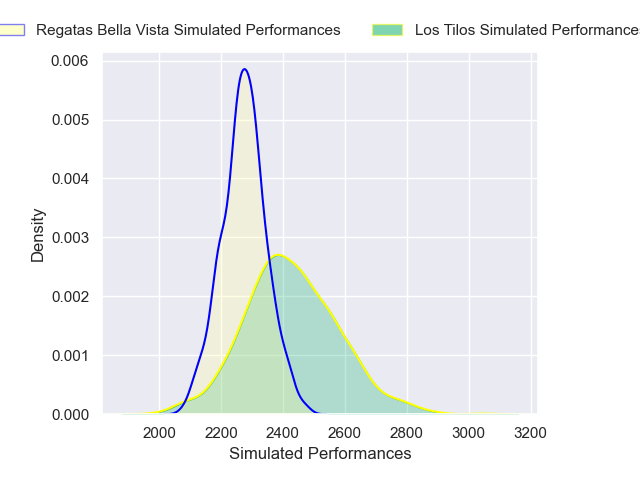 Regatas Bella Vista Simulated Performances
Los Tilos Simulated Performance
0.006
0.005
0.004
0.003
0.002
0.001
0.000
Density
2000 2200 2400 2600 2800 3000 3200
Simulated Performances